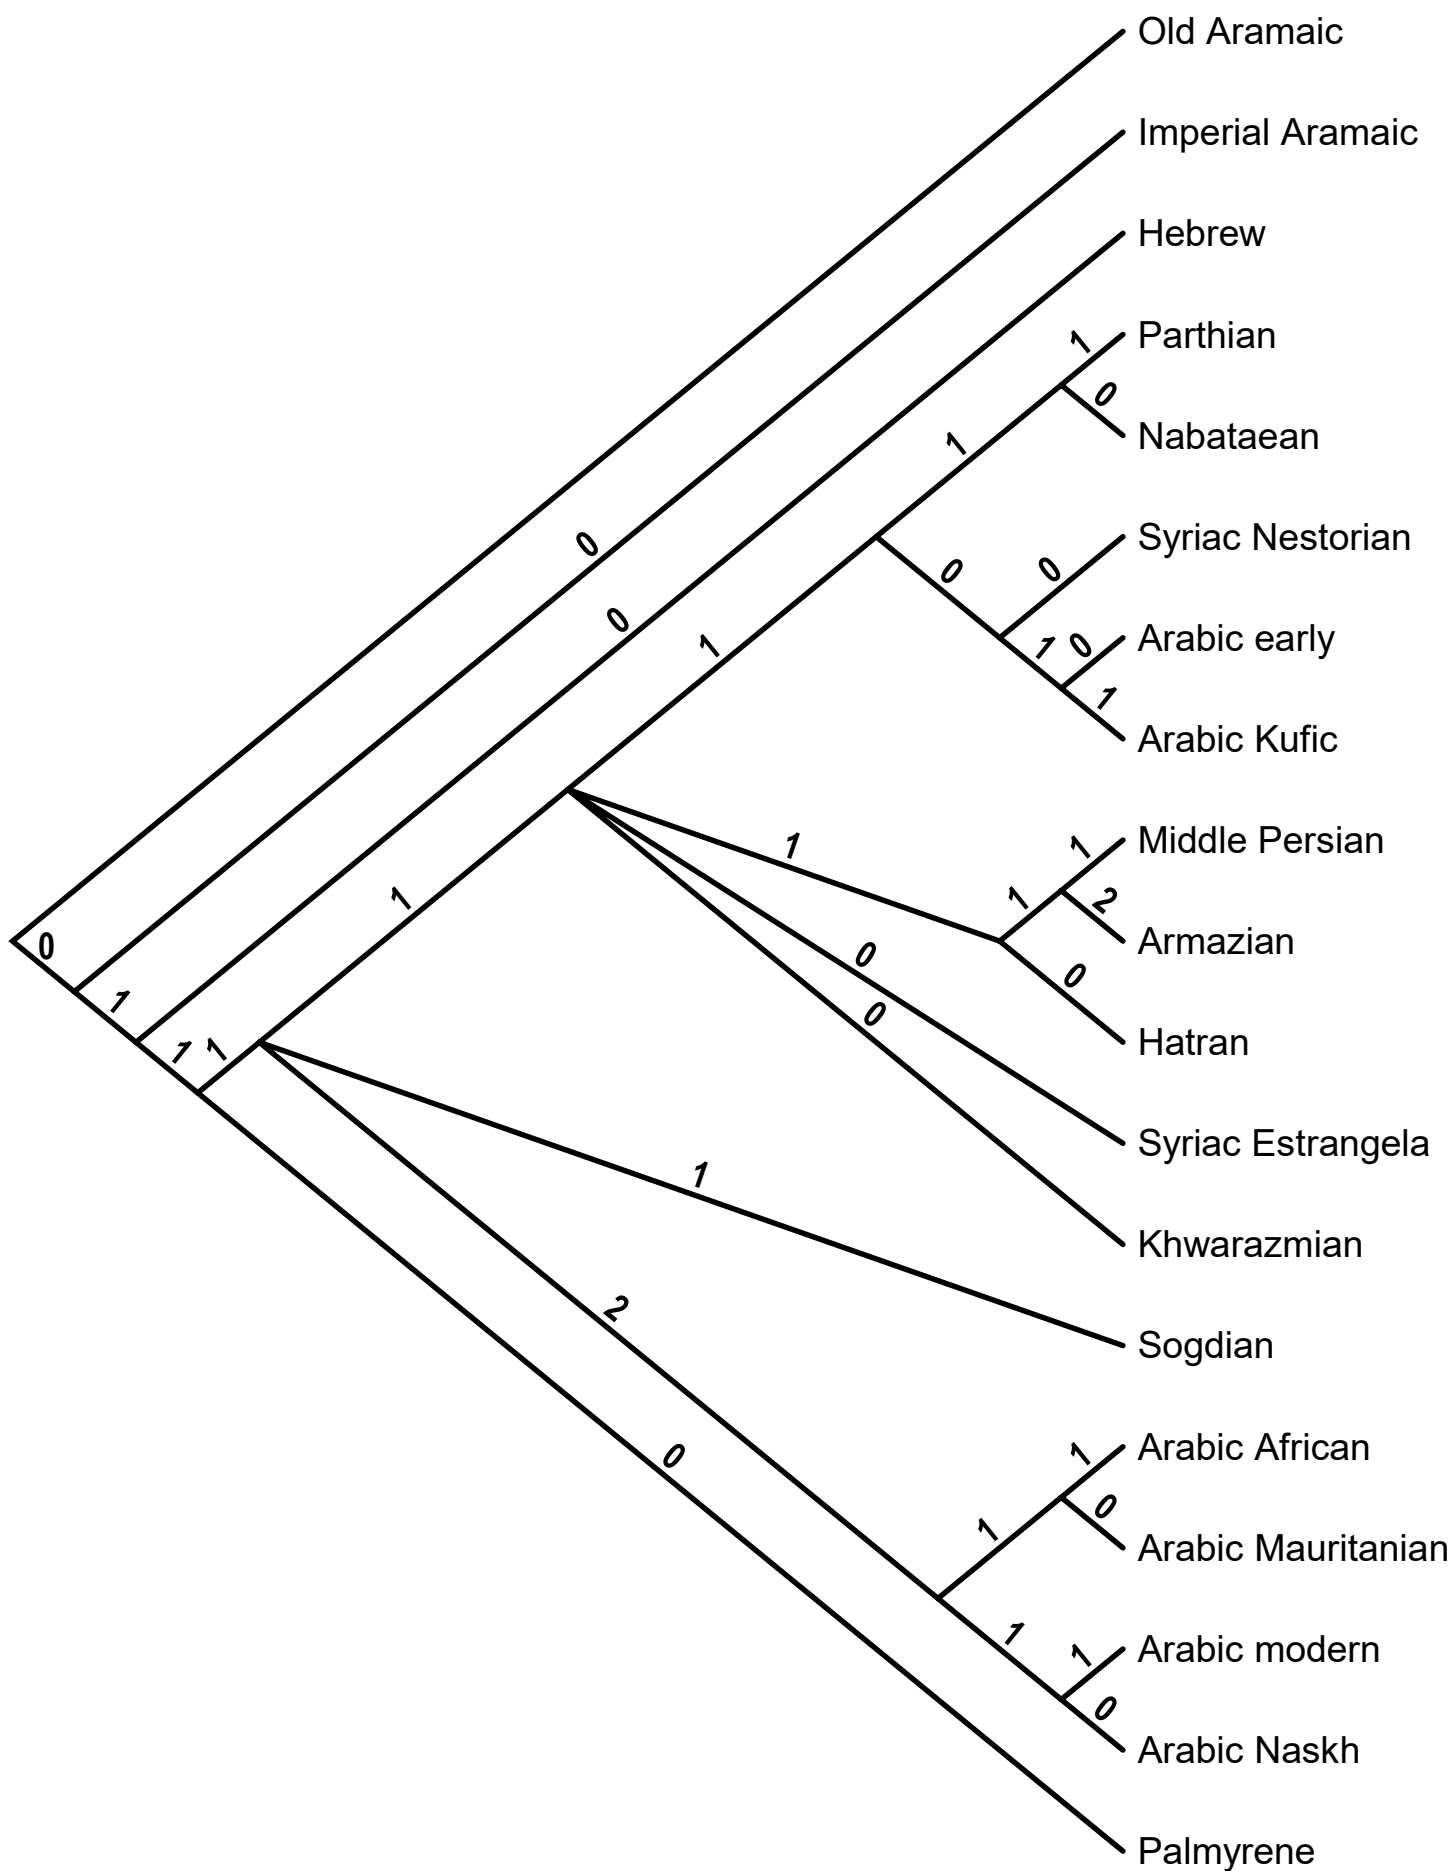 Old Aramaic
Imperial Aramaic
Hebrew
1
Parthian
0
1
Nabataean
0
Syriac Nestorian
0
0
0
1
1
0
Arabic early
1
Arabic Kufic
1
1
Middle Persian
1
1
2
0
Armazian
0
0
1
0
Hatran
1
1
Syriac Estrangela
1
Khwarazmian
2
Sogdian
0
1
Arabic African
0
1
Arabic Mauritanian
1
1
Arabic modern
0
Arabic Naskh
Palmyrene